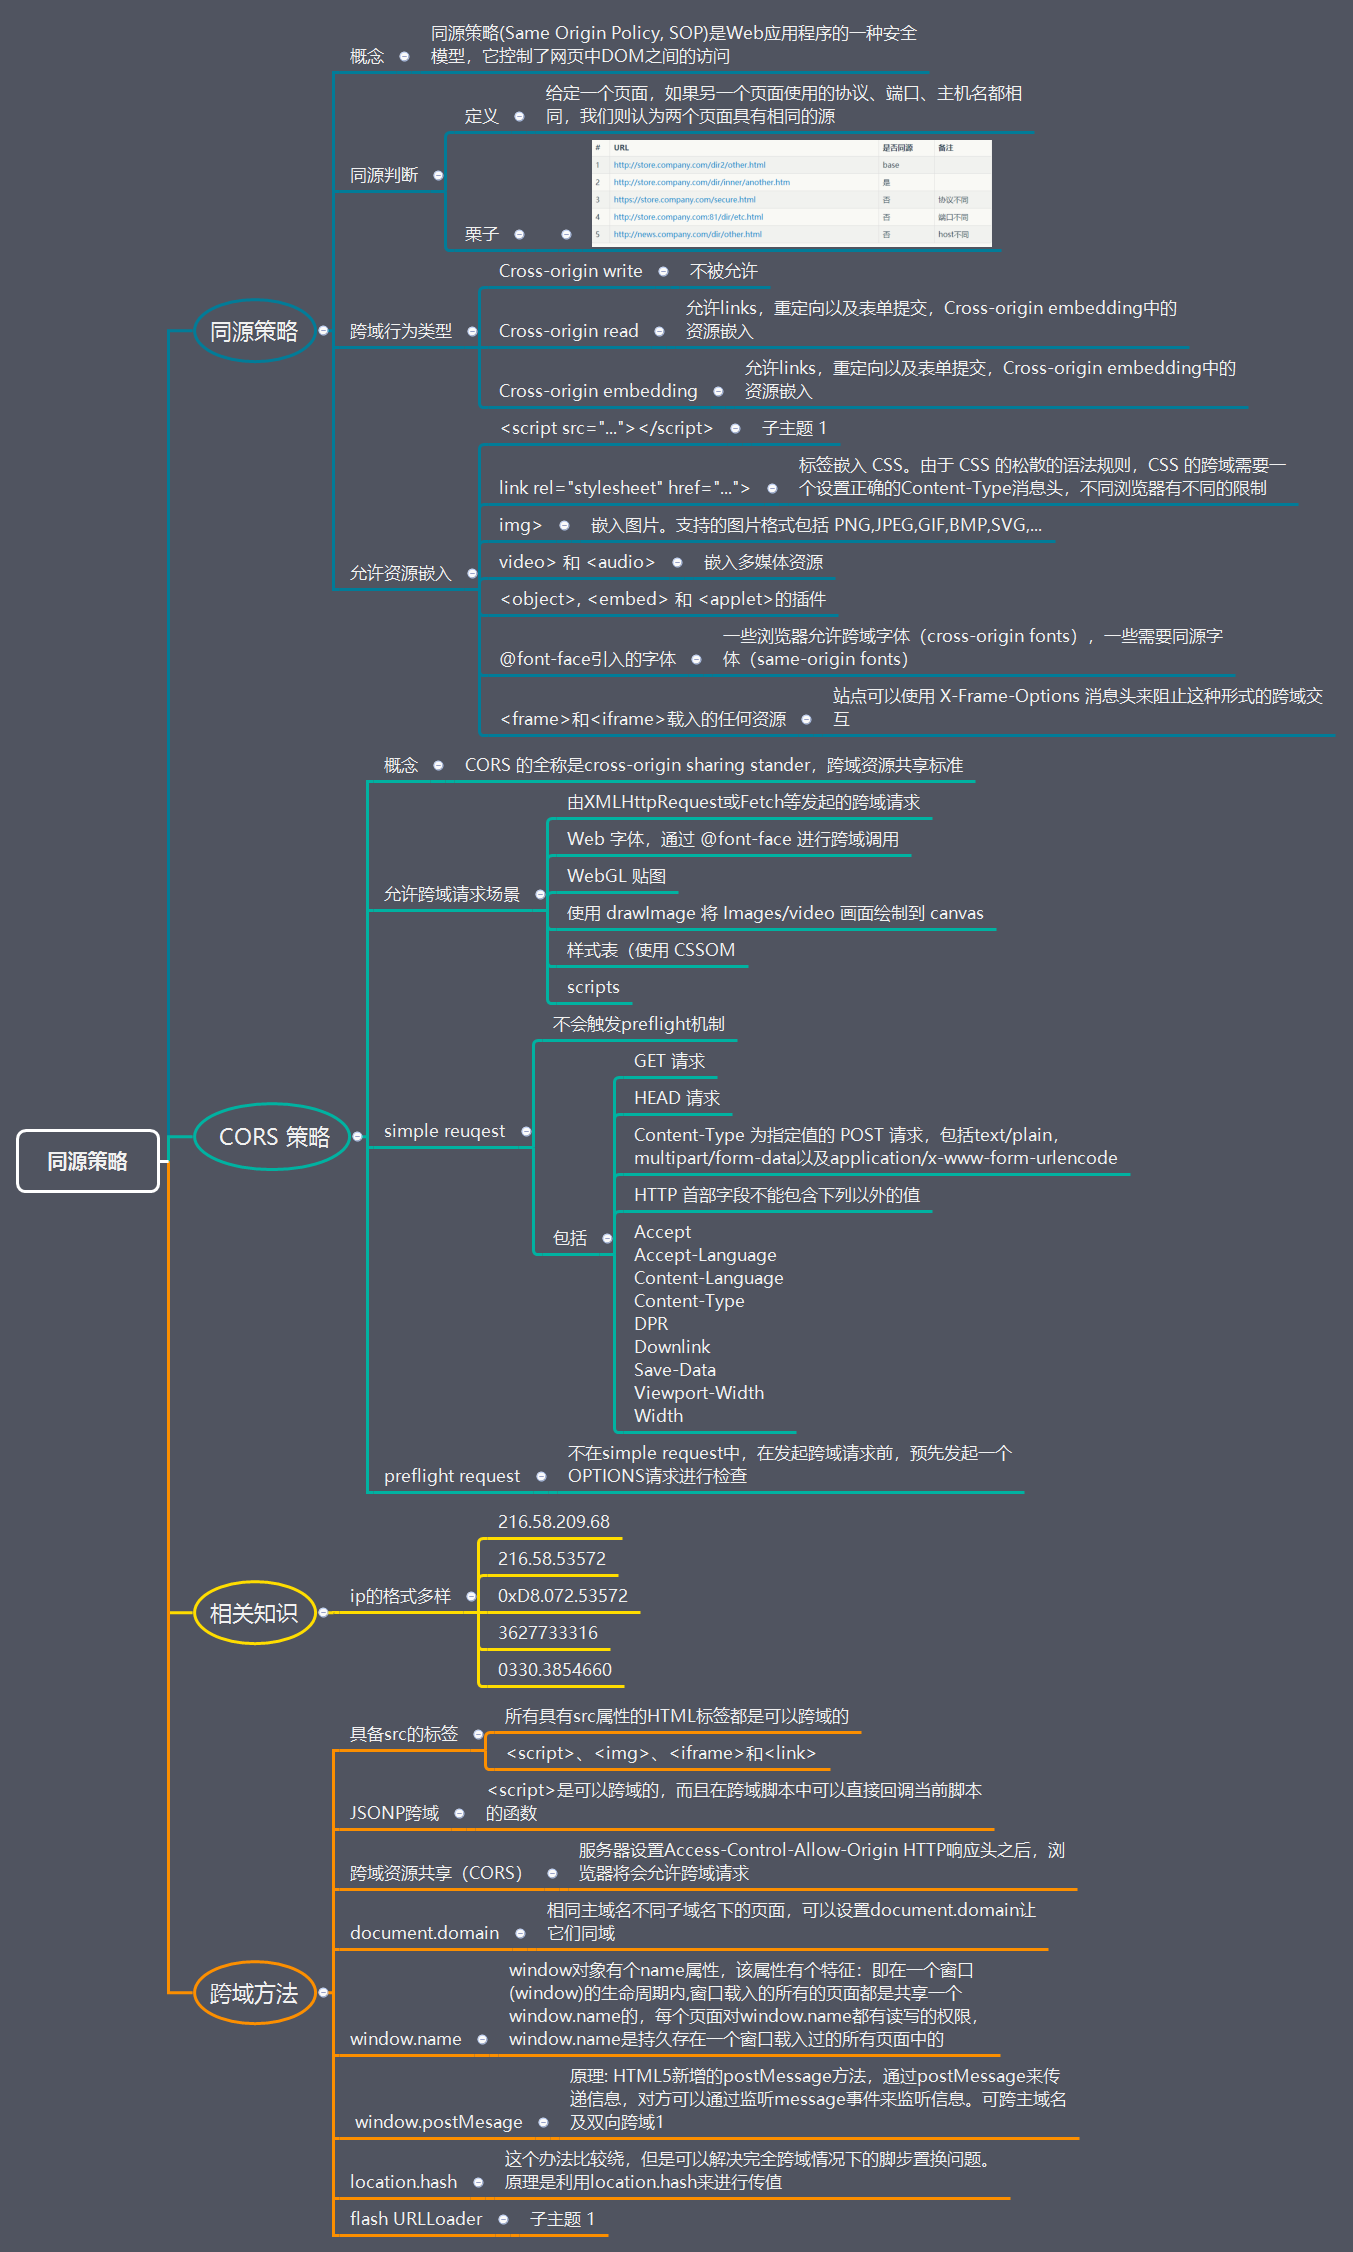 同源策略
同源策略
概念
同源策略(Same Origin Policy, SOP)是Web应用程序的一种安全
模型，它控制了网页中DOM之间的访问
同源判断
定义
给定一个页面，如果另一个页面使用的协议、端口、主机名都相
同，我们则认为两个页面具有相同的源
栗子
# URL 是否同源 备注
1 http://store.company.com/dir2/other.html base
2 http://store.company.com/dir/inner/another.htm 是
3 https://store.company.com/secure.html 否 协议不同
4 http://store.company.com:81/dir/etc.html 否 端口不同
5 http://news.company.com/dir/other.html 否 host不同
跨域行为类型
Cross-origin write
不被允许
Cross-origin read
允许links，重定向以及表单提交，Cross-origin embedding中的
资源嵌入
Cross-origin embedding
允许links，重定向以及表单提交，Cross-origin embedding中的
资源嵌入
允许资源嵌入
<script src="..."></script>
子主题 1
link rel="stylesheet" href="...">
标签嵌入 CSS。由于 CSS 的松散的语法规则，CSS 的跨域需要一
个设置正确的Content-Type消息头，不同浏览器有不同的限制
img>
嵌入图片。支持的图片格式包括 PNG,JPEG,GIF,BMP,SVG,...
video> 和 <audio>
嵌入多媒体资源
<object>, <embed> 和 <applet>的插件
@font-face引入的字体
一些浏览器允许跨域字体（cross-origin fonts），一些需要同源字
体（same-origin fonts）
<frame>和<iframe>载入的任何资源
站点可以使用 X-Frame-Options 消息头来阻止这种形式的跨域交
互
CORS 策略
概念
CORS 的全称是cross-origin sharing stander，跨域资源共享标准
允许跨域请求场景
由XMLHttpRequest或Fetch等发起的跨域请求
Web 字体，通过 @font-face 进行跨域调用
WebGL 贴图
使用 drawImage 将 Images/video 画面绘制到 canvas
样式表（使用 CSSOM
scripts
simple reuqest
不会触发preflight机制
包括
GET 请求
HEAD 请求
Content-Type 为指定值的 POST 请求，包括text/plain，
multipart/form-data以及application/x-www-form-urlencode
HTTP 首部字段不能包含下列以外的值
Accept
Accept-Language
Content-Language
Content-Type
DPR
Downlink
Save-Data
Viewport-Width
Width
preflight request
不在simple request中，在发起跨域请求前，预先发起一个
OPTIONS请求进行检查
相关知识
ip的格式多样
216.58.209.68
216.58.53572
0xD8.072.53572
3627733316
0330.3854660
跨域方法
具备src的标签
所有具有src属性的HTML标签都是可以跨域的
<script>、<img>、<iframe>和<link>
JSONP跨域
<script>是可以跨域的，而且在跨域脚本中可以直接回调当前脚本
的函数
跨域资源共享（CORS）
服务器设置Access-Control-Allow-Origin HTTP响应头之后，浏
览器将会允许跨域请求
document.domain
相同主域名不同子域名下的页面，可以设置document.domain让
它们同域
window.name
window对象有个name属性，该属性有个特征：即在一个窗口
(window)的生命周期内,窗口载入的所有的页面都是共享一个
window.name的，每个页面对window.name都有读写的权限，
window.name是持久存在一个窗口载入过的所有页面中的
window.postMesage
原理: HTML5新增的postMessage方法，通过postMessage来传
递信息，对方可以通过监听message事件来监听信息。可跨主域名
及双向跨域1
location.hash
这个办法比较绕，但是可以解决完全跨域情况下的脚步置换问题。
原理是利用location.hash来进行传值
flash URLLoader
子主题 1